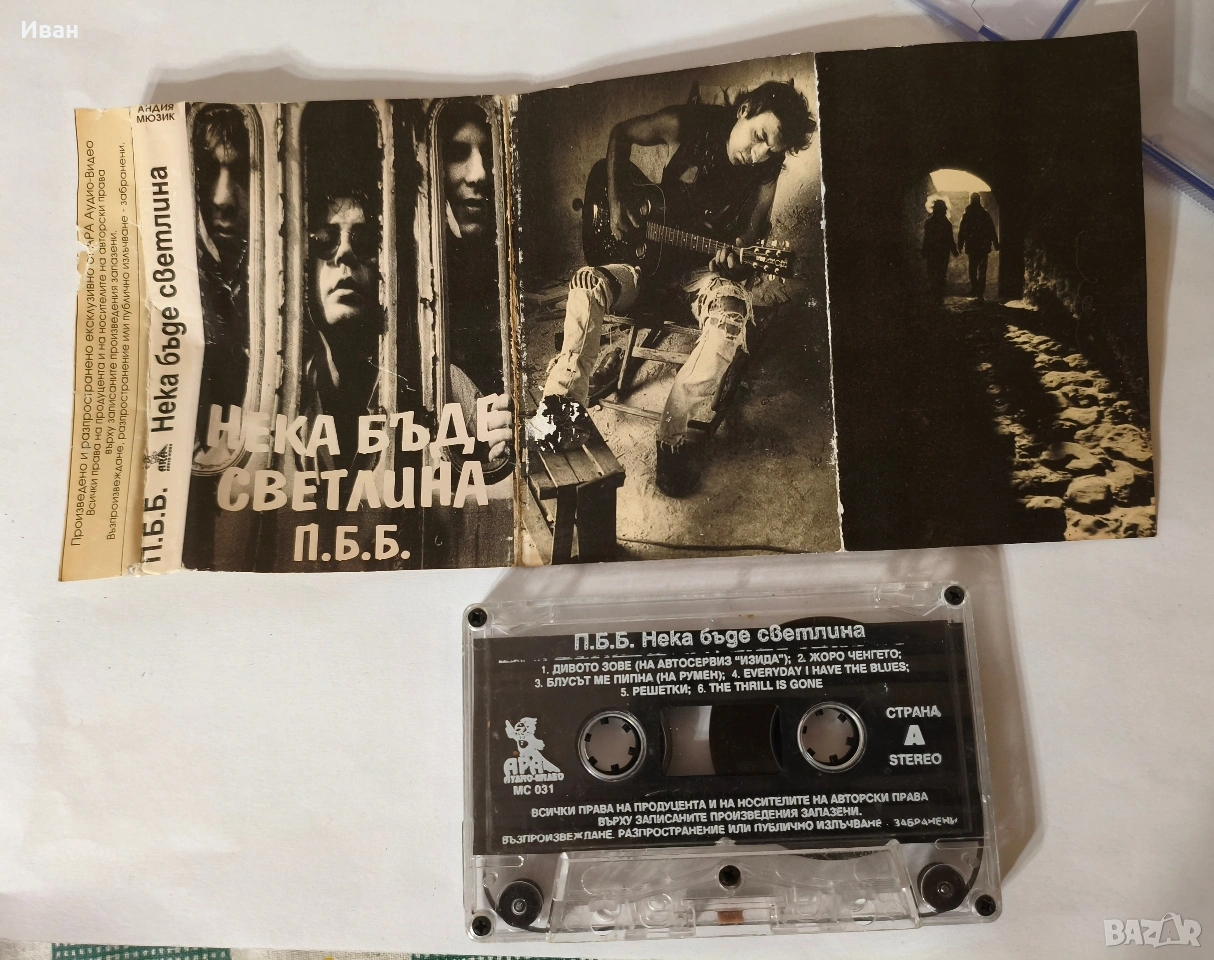 Иван
АНДИЯ
МЮЗИК
Произведено и разпространено ексклузивно от АРА Аудио-Видео
Всички права на продуцента и на носителите на авторски права
върху записаните произведения запазени.
Възпроизвеждане, разпространение или публично излъчване - забранени.
П.Б.Б. АРА Нека бъде светлина
НЕКА БЪДЕ
СВЕТЛИНА
П.Б.Б.
П.Б.Б. Нека бъде светлина
1. ДИВОТО ЗОВЕ (НА АВТОСЕРВИЗ "ИЗИДА"); 2. ЖОРО ЧЕНГЕТО;
3. БЛУСЪТ МЕ ПИПНА (НА РУМЕН); 4. EVERYDAY I HAVE THE BLUES;
5. РЕШЕТКИ; 6. THE THRILL IS GONE
СТРАНА
А
STEREO
АРА
АУДИО-ВИДЕО
МС 031
ВСИЧКИ ПРАВА НА ПРОДУЦЕНТА И НА НОСИТЕЛИТЕ НА АВТОРСКИ ПРАВА
ВЪРХУ ЗАПИСАНИТЕ ПРОИЗВЕДЕНИЯ ЗАПАЗЕНИ.
ВЪЗПРОИЗВЕЖДАНЕ, РАЗПРОСТРАНЕНИЕ ИЛИ ПУБЛИЧНО ИЗЛЪЧВАНЕ - ЗАБРАНЕНИ
BAZAR